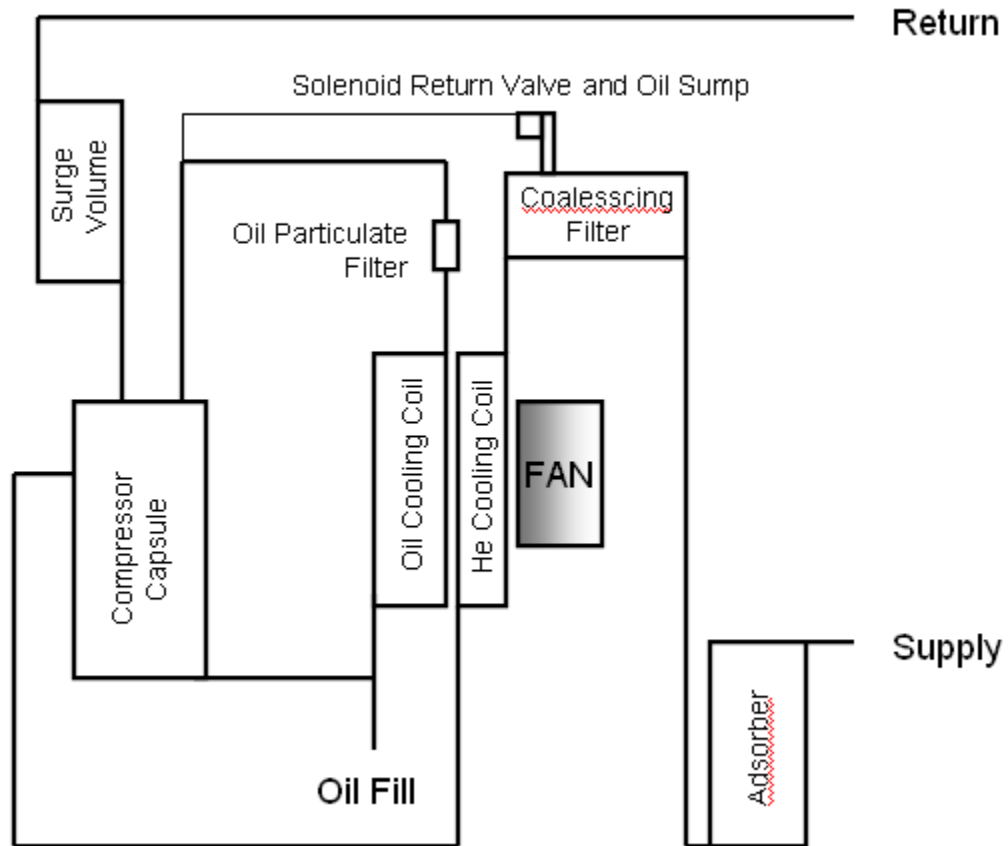 Return
Solenoid Return Valve and Oil Sump
Surge
Volume
Coalesscing
Filter
Oil Particulate
Filter
Compressor
Capsule
Oil Cooling Coil
He Cooling Coil
FAN
Supply
Adsorber
Oil Fill